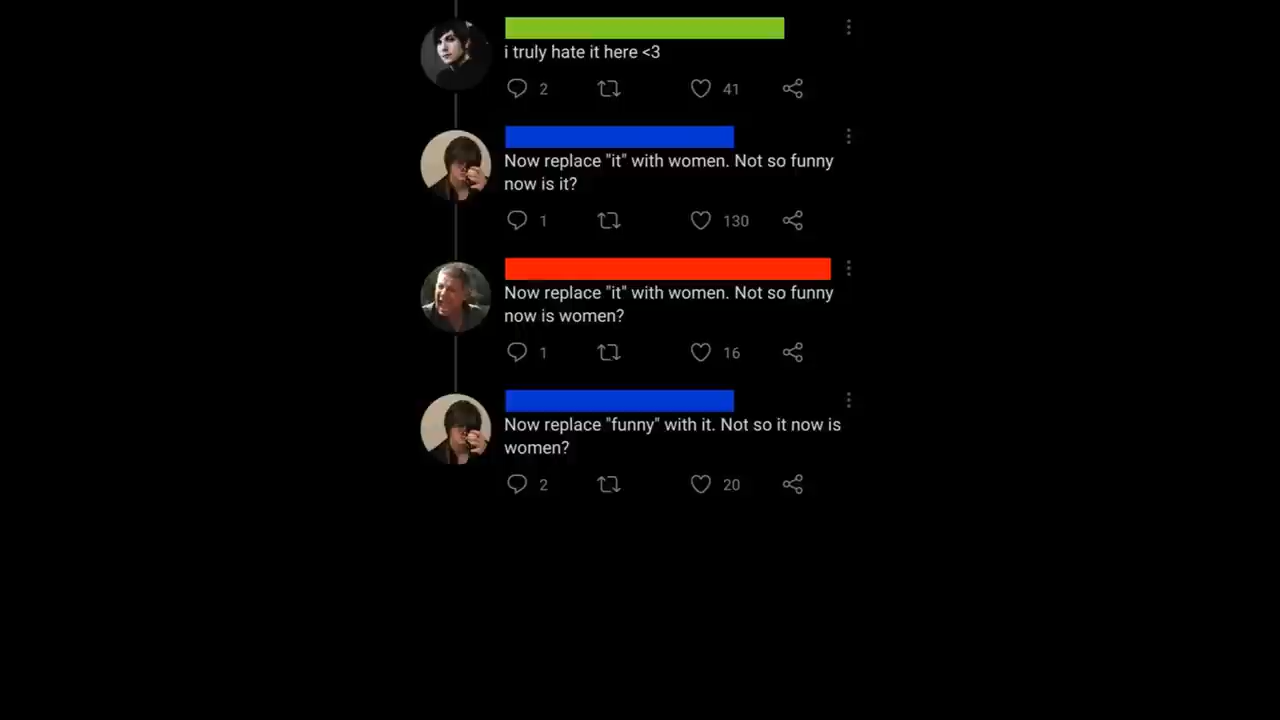 i truly hate it here <3
2 41
Now replace "it" with women. Not so funny
now is it?
1 130
Now replace "it" with women. Not so funny
now is women?
1 16
Now replace "funny" with it. Not so it now is
women?
2 20